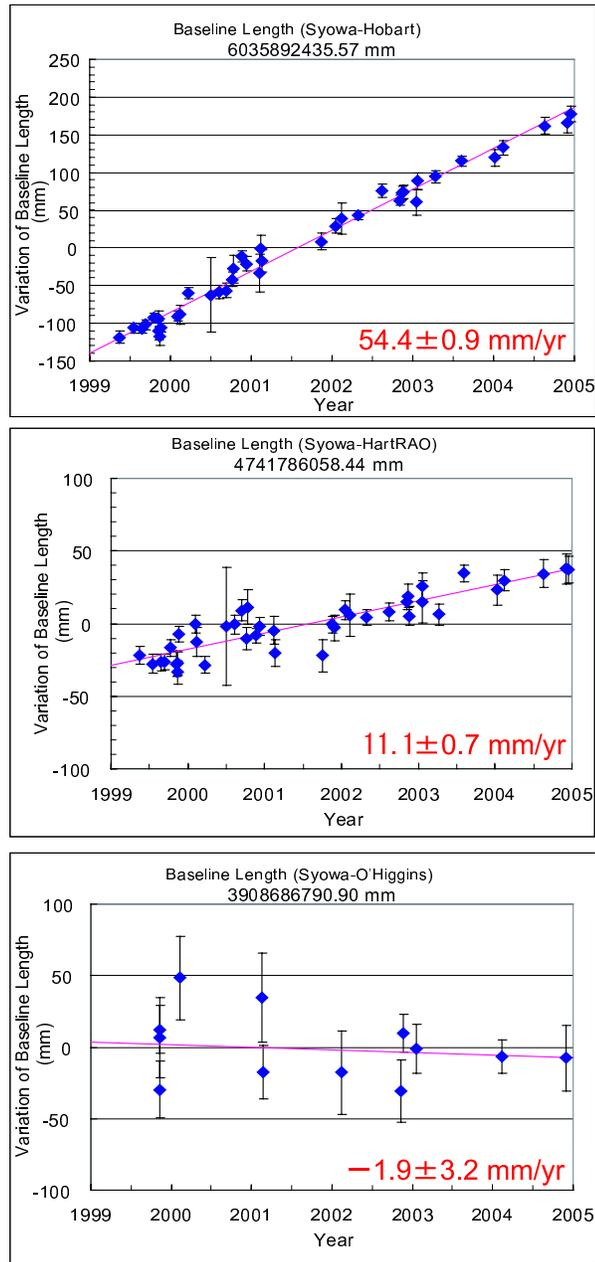 Baseline Length (Syowa-Hobart)
6035892435.57 mm
Variation of Baseline Length
(mm)
250
200
150
100
50
0
-50
-100
-150
54.4±0.9 mm/yr
1999 2000 2001 2002 2003 2004 2005
Year
Baseline Length (Syowa-HartRAO)
4741786058.44 mm
Variation of Baseline Length
(mm)
100
50
0
-50
-100
11.1±0.7 mm/yr
1999 2000 2001 2002 2003 2004 2005
Year
Baseline Length (Syowa-O'Higgins)
3908686790.90 mm
Variation of Baseline Length
(mm)
100
50
0
-50
-100
−1.9±3.2 mm/yr
1999 2000 2001 2002 2003 2004 2005
Year